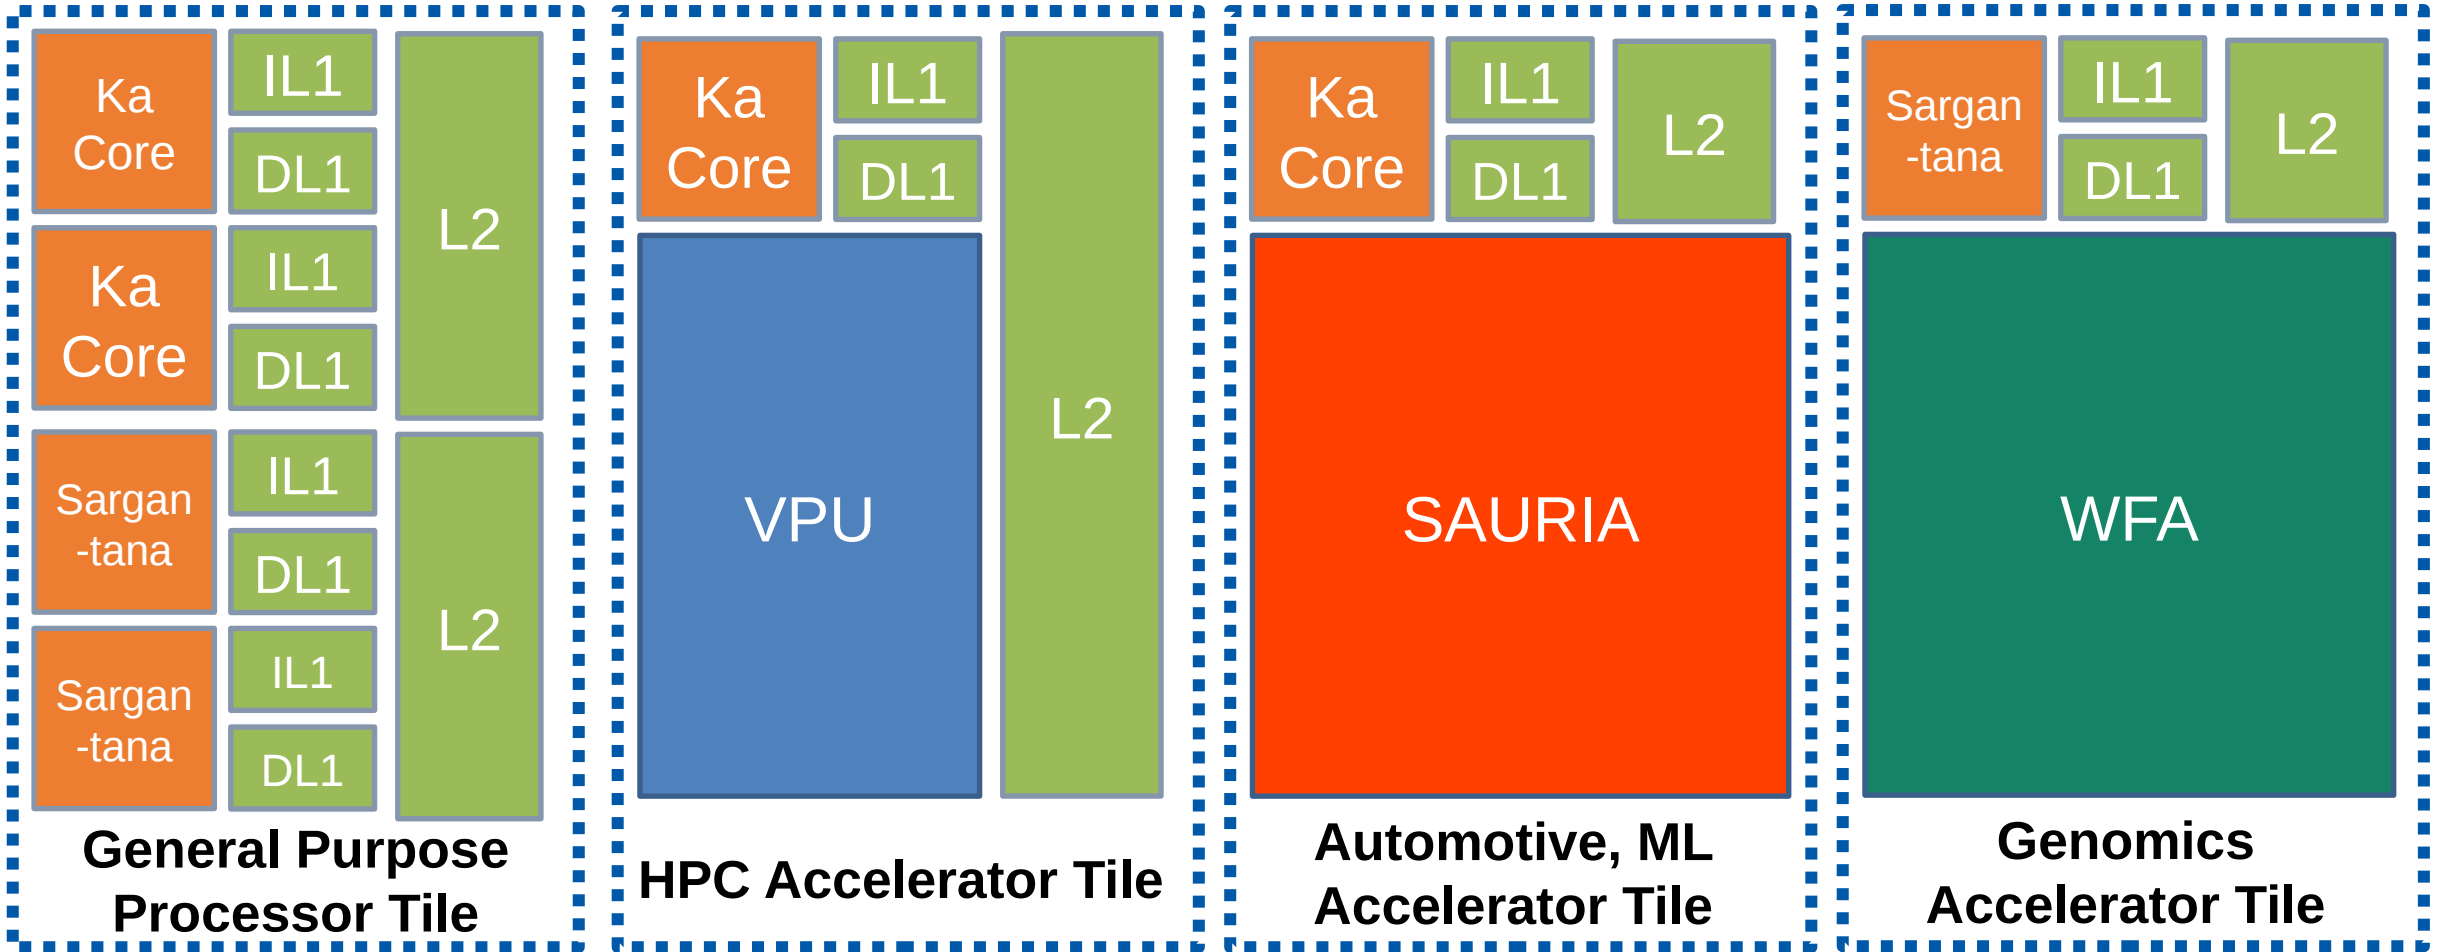 Ka
Core
IL1
DL1
L2
Ka
Core
IL1
DL1
Sargan
-tana
IL1
DL1
L2
Sargan
-tana
IL1
DL1
General Purpose
Processor Tile
Ka
Core
IL1
DL1
L2
VPU
HPC Accelerator Tile
Ka
Core
IL1
DL1
L2
SAURIA
Automotive, ML
Accelerator Tile
Sargan
-tana
IL1
DL1
L2
WFA
Genomics
Accelerator Tile